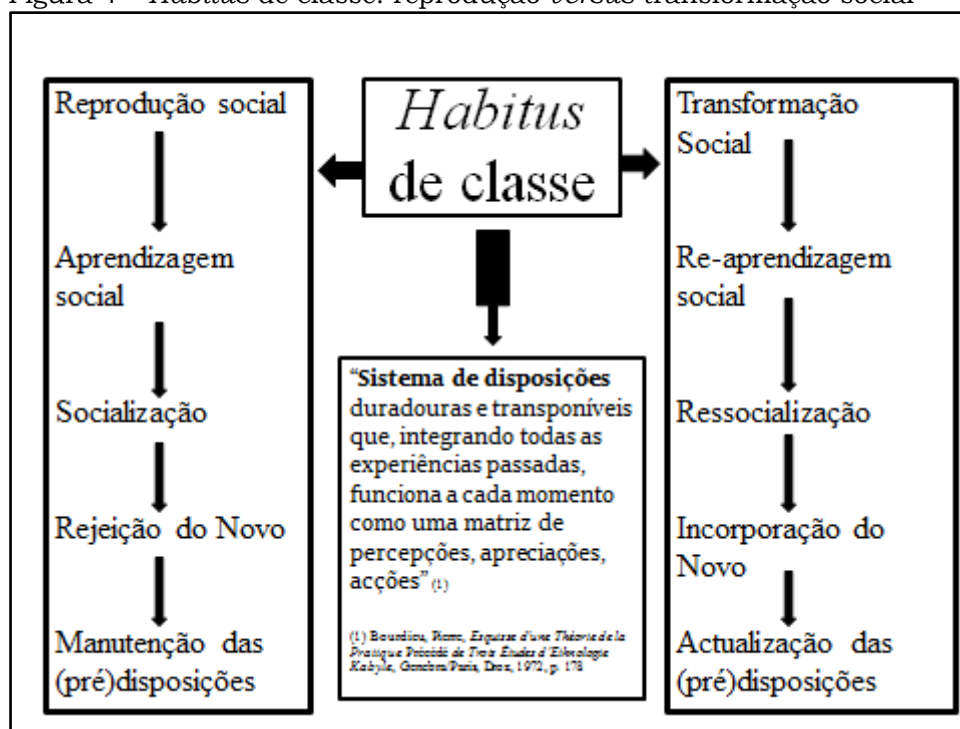 Figura 4 – Habitus de classe: reprodução versus transformação social
Reprodução social
Aprendizagem
social
Socialização
Rejeição do Novo
Manutenção das
(pré)disposições
Habitus
de classe
“Sistema de disposições
duradouras e transponíveis
que, integrando todas as
experiências passadas,
funciona a cada momento
como uma matriz de
percepções, apreciações,
acções” (1)
(1) Bourdieu, Pierre, Esquisse d'une Théorie de la
Pratique Précédé de Trois Études d'Ethnologie
Kabyle, Genebra/Paris, Droz, 1972, p. 178
Transformação
Social
Re-aprendizagem
social
Ressocialização
Incorporação do
Novo
Actualização das
(pré)disposições